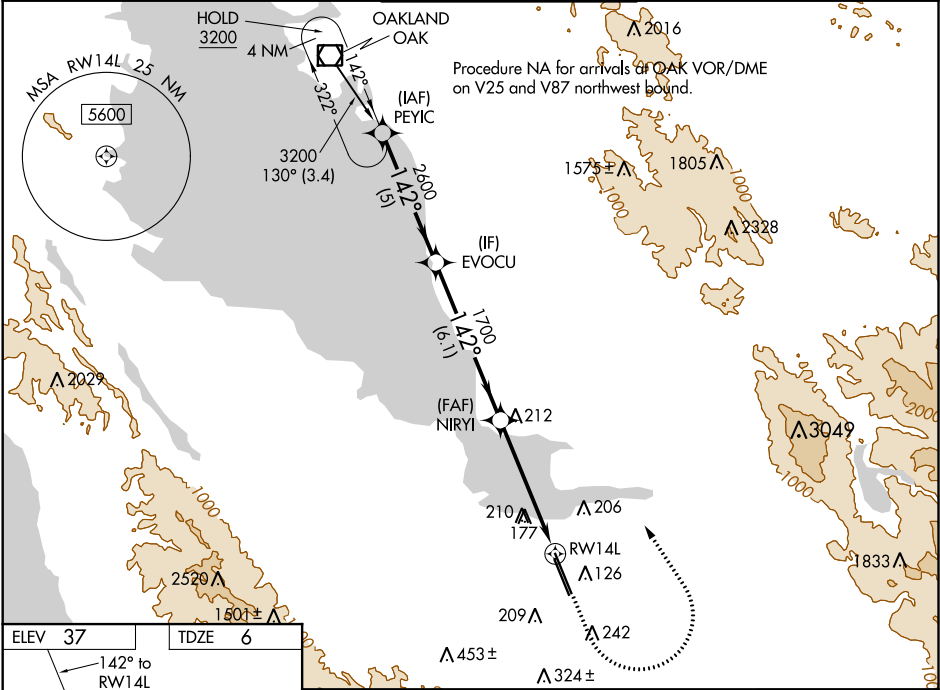 HOLD
3200
4 NM
OAKLAND
OAK
N
2016
Procedure NA for arrivals at OAK VOR/DME
on V25 and V87 northwest bound.
MSA RW14L 25 NM
5600
142°
322°
(IAF)
PEYIC
3200
130° (3.4)
2600
142°
(5)
1575±
1805
1000
1000
2328
(IF)
EVOCU
1700
142°
(6.1)
2029
(FAF)
NIRYI
212
2000
3049
1000
1000
210
177
206
RW14L
126
1833
2520
1501±
209
242
1000
1000
453±
324±
ELEV 37
TDZE 6
142° to
RW14L